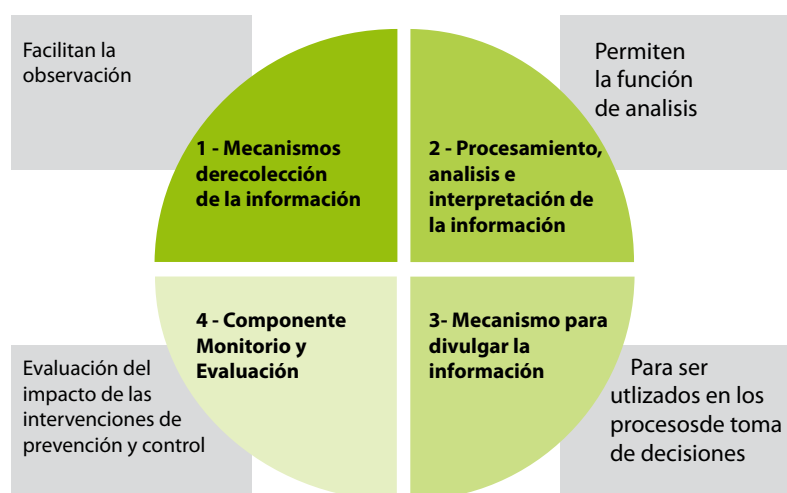 Facilitan la
observación
1 - Mecanismos
derecolección
de la información
Permiten
la función
de analisis
2 - Procesamiento,
analisis e
interpretación de
la información
4 - Componente
Monitorio y
Evaluación
Evaluación del
impacto de las
intervenciones de
prevención y control
3- Mecanismo para
divulgar la
información
Para ser
utlizados en los
procesosde toma
de decisiones